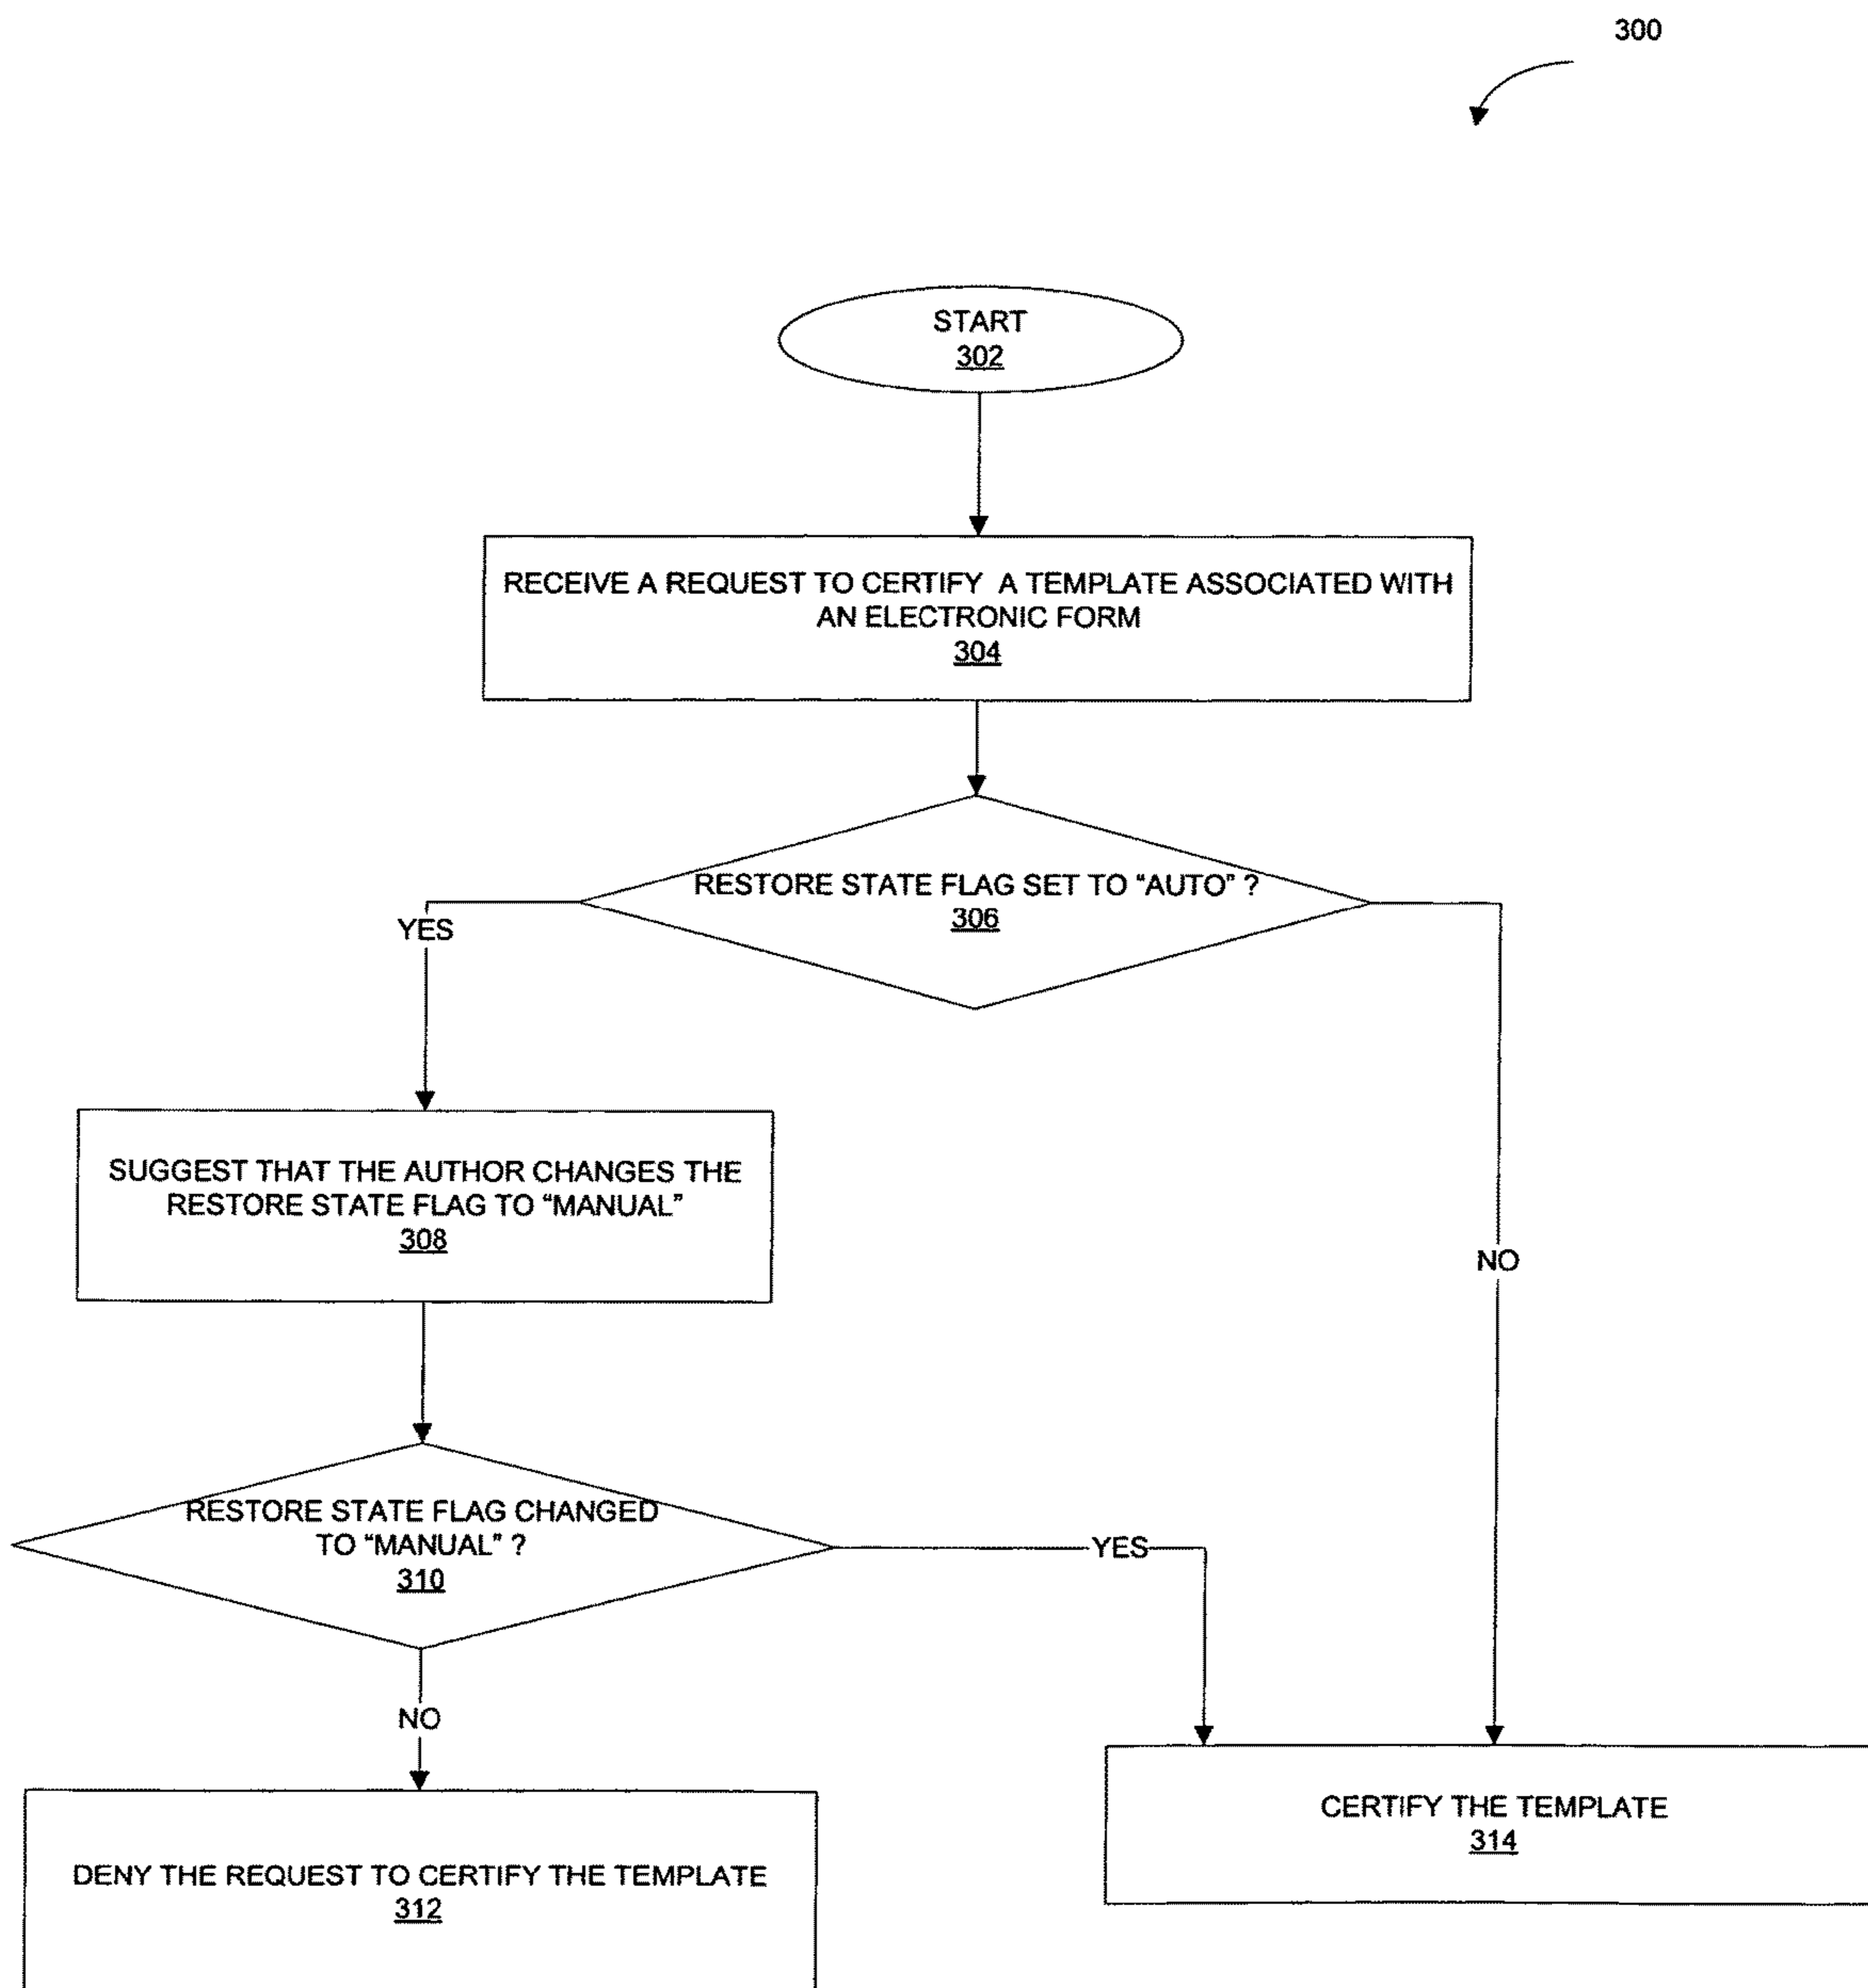 300
START
302
RECEIVE A REQUEST TO CERTIFY A TEMPLATE ASSOCIATED WITH
AN ELECTRONIC FORM
304
RESTORE STATE FLAG SET TO “AUTO” ?
306
YES
NO
SUGGEST THAT THE AUTHOR CHANGES THE
RESTORE STATE FLAG TO “MANUAL”
308
RESTORE STATE FLAG CHANGED
TO “MANUAL” ?
310
YES
NO
CERTIFY THE TEMPLATE
314
DENY THE REQUEST TO CERTIFY THE TEMPLATE
312